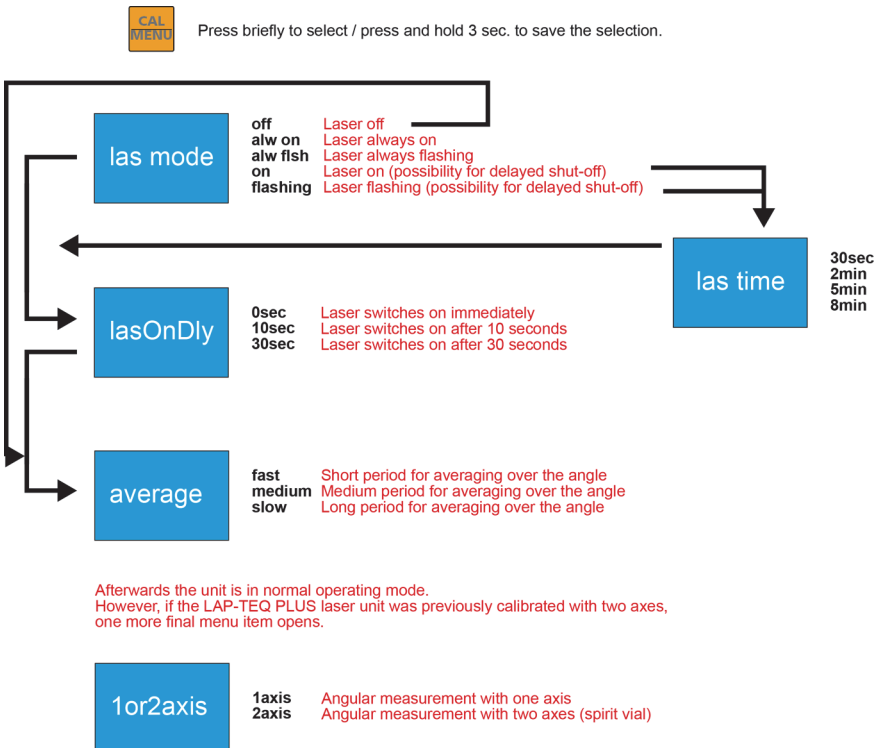 CAL
MENU
Press briefly to select / press and hold 3 sec. to save the selection.
las mode
off Laser off
alw on Laser always on
alw flsh Laser always flashing
on Laser on (possibility for delayed shut-off)
flashing Laser flashing (possibility for delayed shut-off)
las time
30sec
2min
5min
8min
lasOnDly
0sec Laser switches on immediately
10sec Laser switches on after 10 seconds
30sec Laser switches on after 30 seconds
average
fast Short period for averaging over the angle
medium Medium period for averaging over the angle
slow Long period for averaging over the angle
Afterwards the unit is in normal operating mode.
However, if the LAP-TEQ PLUS laser unit was previously calibrated with two axes,
one more final menu item opens.
1or2axis
1axis Angular measurement with one axis
2axis Angular measurement with two axes (spirit vial)